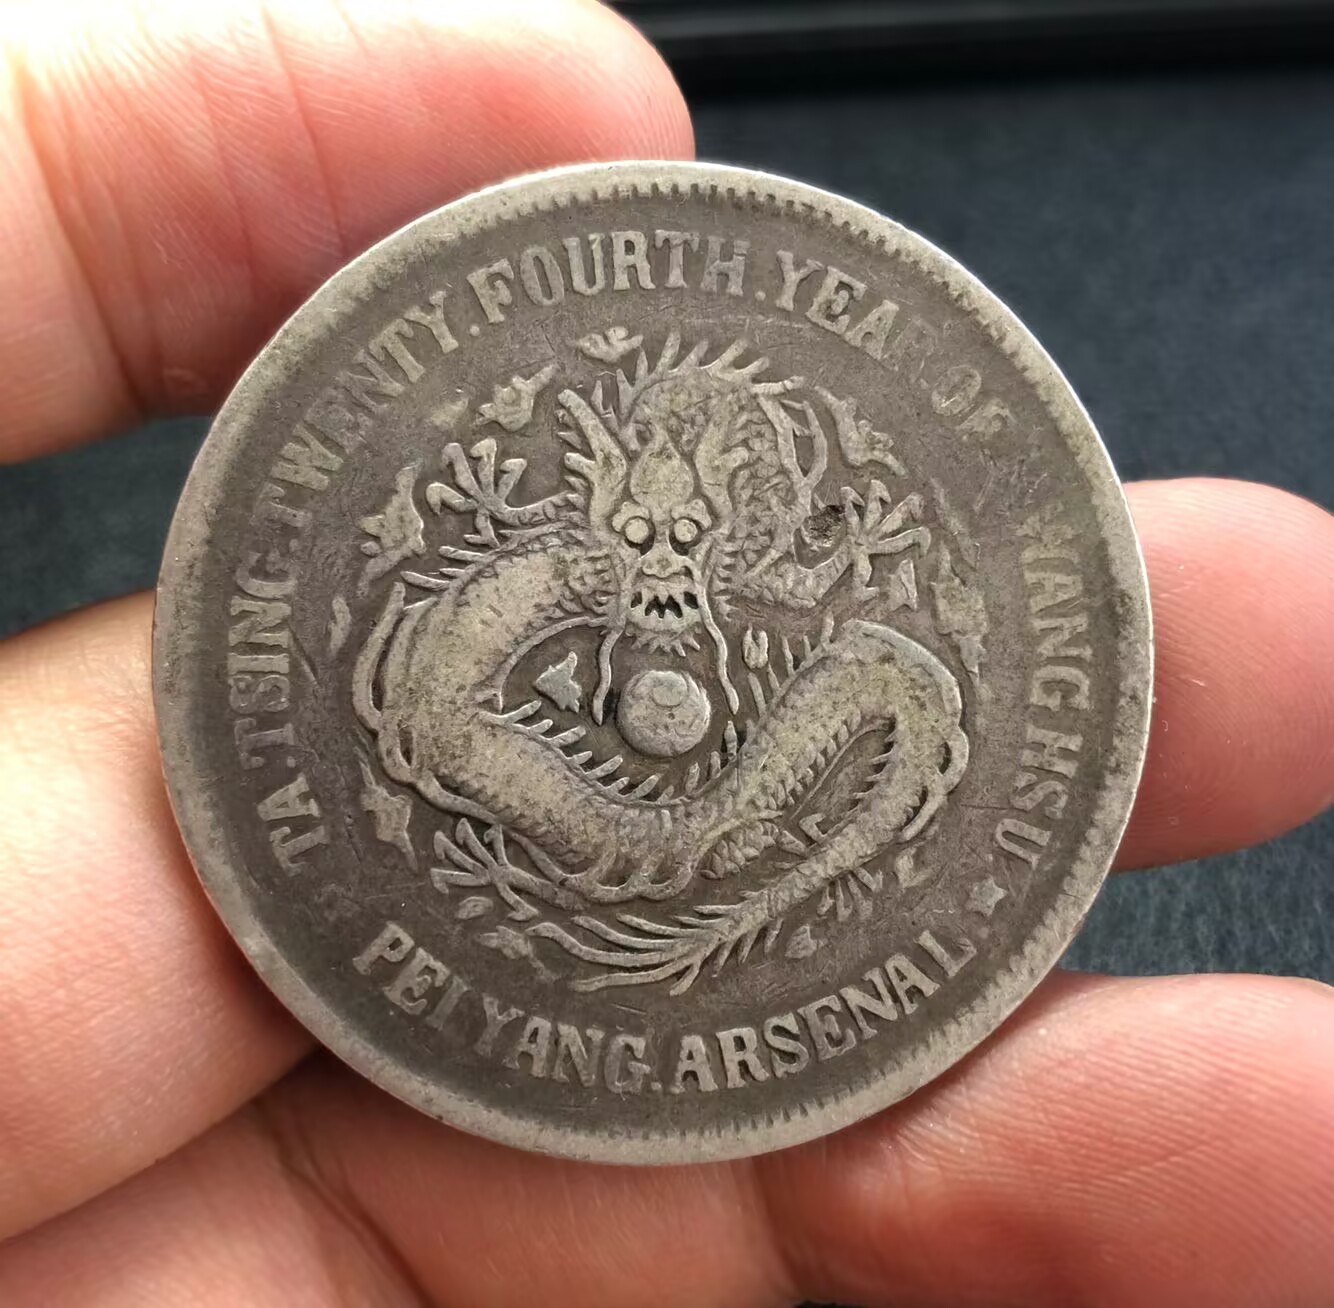 TA.TSING.TWENTY.FOURTH.YEAR.OF HSU
PEI YANG.ARSENAL.